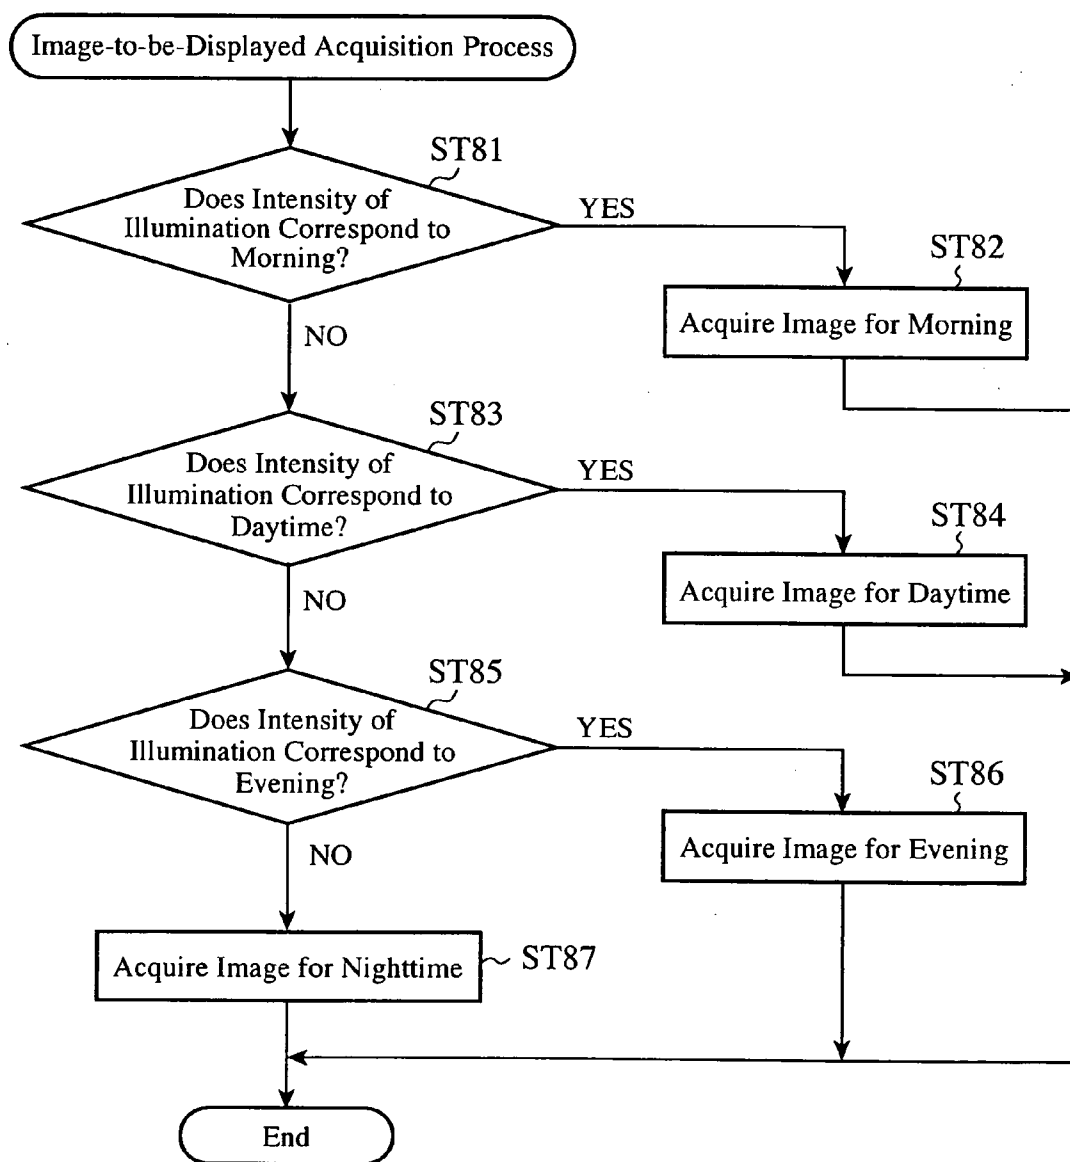 Image-to-be-Displayed Acquisition Process
ST81
Does Intensity of
Illumination Correspond to
Morning?
YES
ST82
Acquire Image for Morning
NO
ST83
Does Intensity of
Illumination Correspond to
Daytime?
YES
ST84
Acquire Image for Daytime
NO
ST85
Does Intensity of
Illumination Correspond to
Evening?
YES
ST86
Acquire Image for Evening
NO
Acquire Image for Nighttime
ST87
End